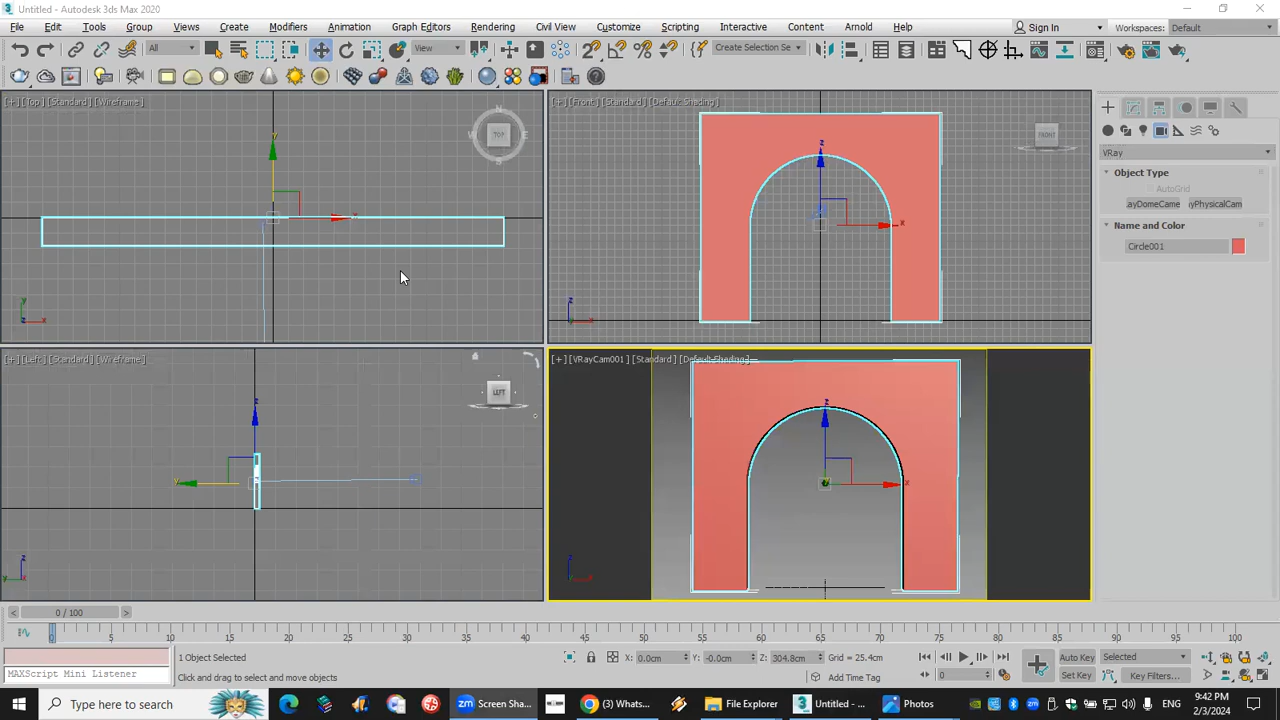 Untitled - Autodesk 3ds Max 2020
File Edit Tools Group Views Create Modifiers Animation Graph Editors Rendering Civil View Customize Scripting Interactive Content Arnold Help Sign In Workspaces: Default
All View Create Selection Se
[+] [Top] [Standard] [Wireframe]
[+] [Front] [Standard] [Default Shading]
N
W TOP E
FRONT
y
x
z
x
y
x
z
x
VRay
Object Type
AutoGrid
ayDomeCame ayPhysicalCam
Name and Color
Circle001
[+] [Left] [Standard] [Wireframe]
[+] [VRayCam001] [Standard] [Default Shading]
LEFT
z
y
z
x
z
y
z
x
< 0 / 100 >
0 5 10 15 20 25 30 35 40 45 50 55 60 65 70 75 80 85 90 95 100
1 Object Selected X: 0.0cm Y: -0.0cm Z: 304.8cm Grid = 25.4cm Auto Key Selected
MAXScript Mini Listener Click and drag to select and move objects Add Time Tag 0 Set Key Key Filters...
Type here to search Screen Sha... (3) Whats... File Explorer Untitled - ... Photos
9:42 PM
2/3/2024